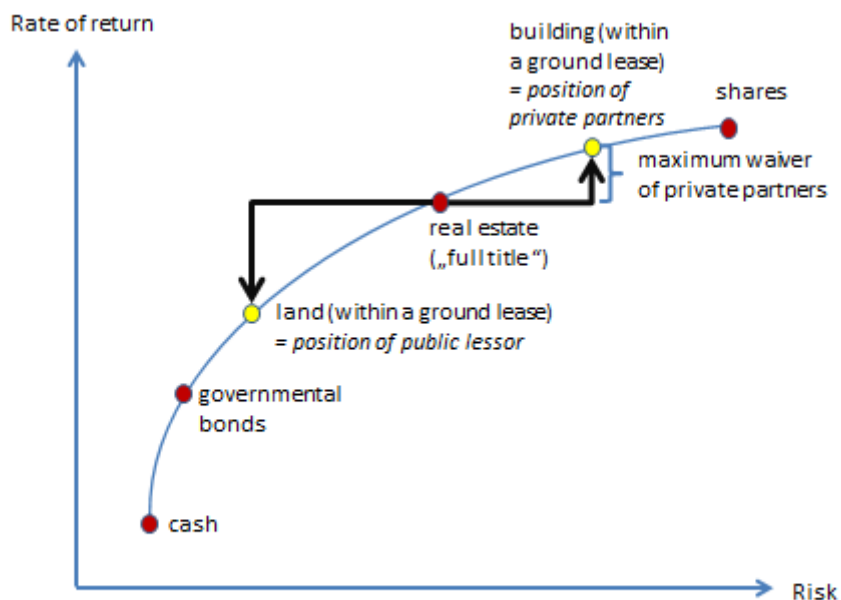 Rate of return
building (within
a ground lease)
= position of
private partners
shares
maximum waiver
of private partners
real estate
(„full title“)
land (within a ground lease)
= position of public lessor
governmental
bonds
cash
Risk